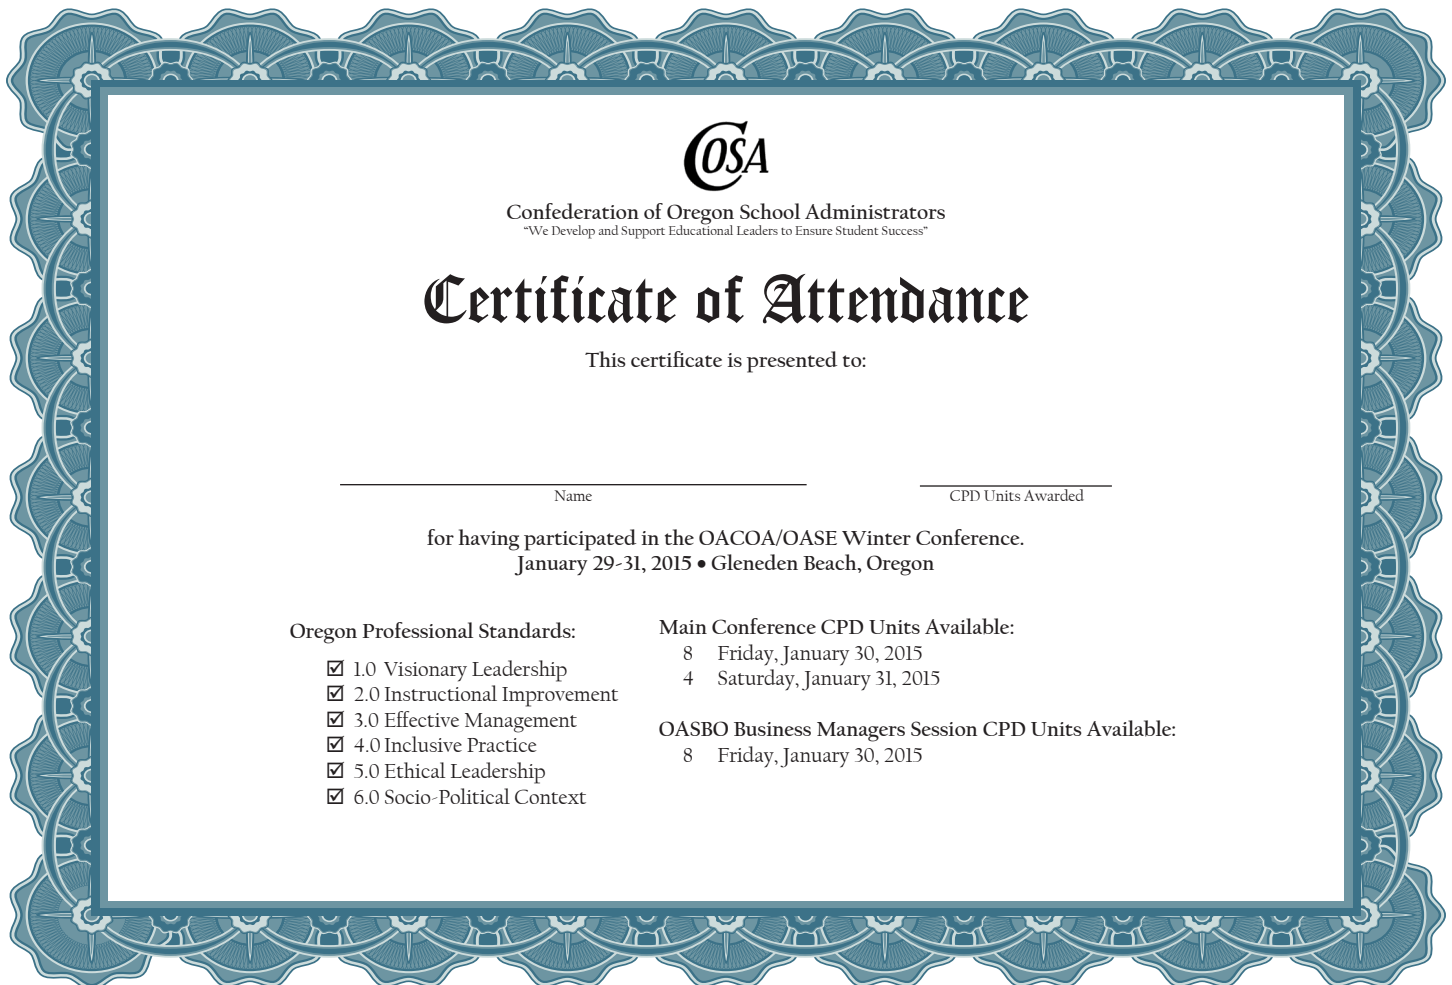 COSA
Confederation of Oregon School Administrators
“We Develop and Support Educational Leaders to Ensure Student Success”
Certificate of Attendance
This certificate is presented to:
Name
CPD Units Awarded
for having participated in the OACOA/OASE Winter Conference.
January 29-31, 2015 • Gleneden Beach, Oregon
Oregon Professional Standards:
☑ 1.0 Visionary Leadership
☑ 2.0 Instructional Improvement
☑ 3.0 Effective Management
☑ 4.0 Inclusive Practice
☑ 5.0 Ethical Leadership
☑ 6.0 Socio-Political Context
Main Conference CPD Units Available:
8 Friday, January 30, 2015
4 Saturday, January 31, 2015
OASBO Business Managers Session CPD Units Available:
8 Friday, January 30, 2015